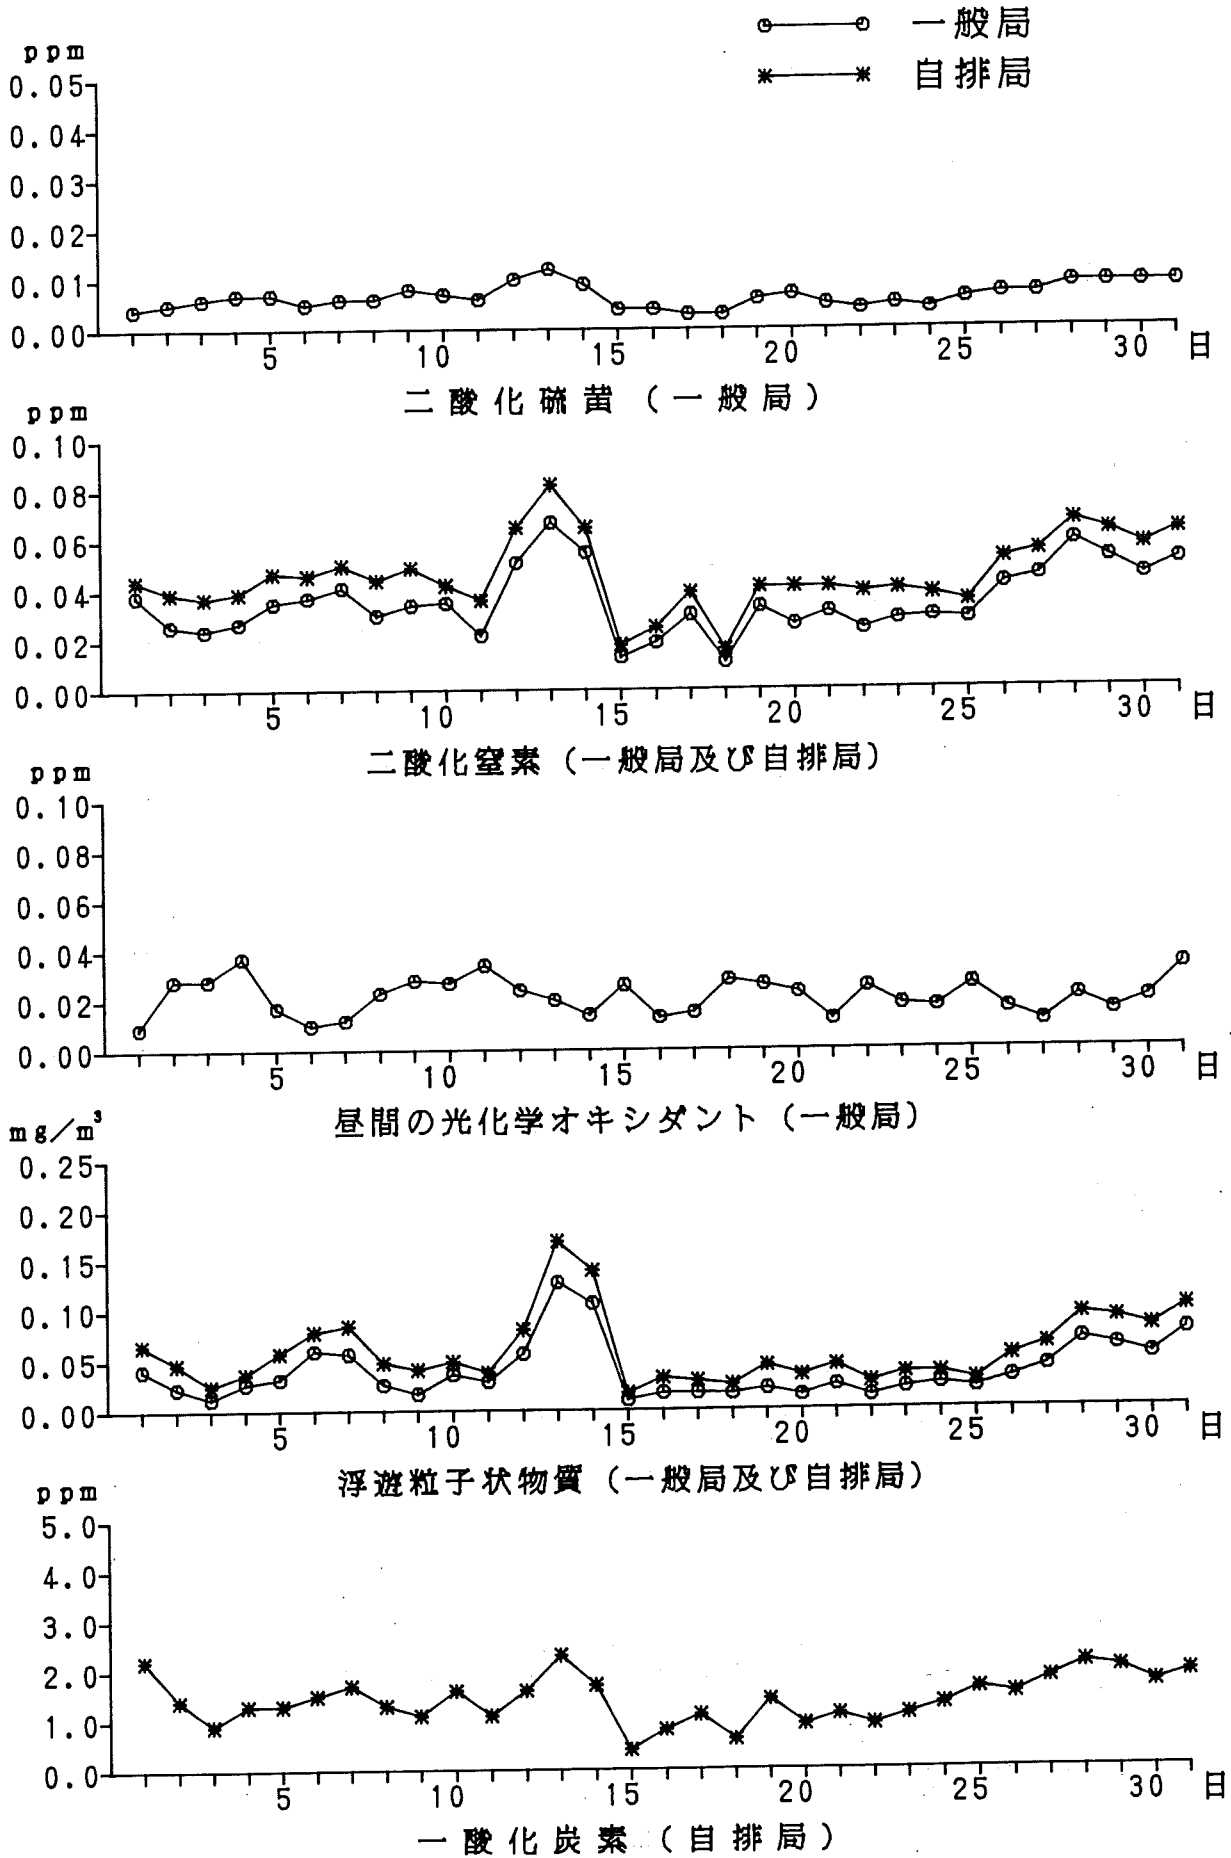 一般局
自排局
ppm
0.05
0.04
0.03
0.02
0.01
0.00
5 10 15 20 25 30 日
二酸化硫黄（一般局）
ppm
0.10
0.08
0.06
0.04
0.02
0.00
5 10 15 20 25 30 日
二酸化窒素（一般局及び自排局）
ppm
0.10
0.08
0.06
0.04
0.02
0.00
5 10 15 20 25 30 日
昼間の光化学オキシダント（一般局）
mg/m³
0.25
0.20
0.15
0.10
0.05
0.00
5 10 15 20 25 30 日
浮遊粒子状物質（一般局及び自排局）
ppm
5.0
4.0
3.0
2.0
1.0
0.0
5 10 15 20 25 30 日
一酸化炭素（自排局）